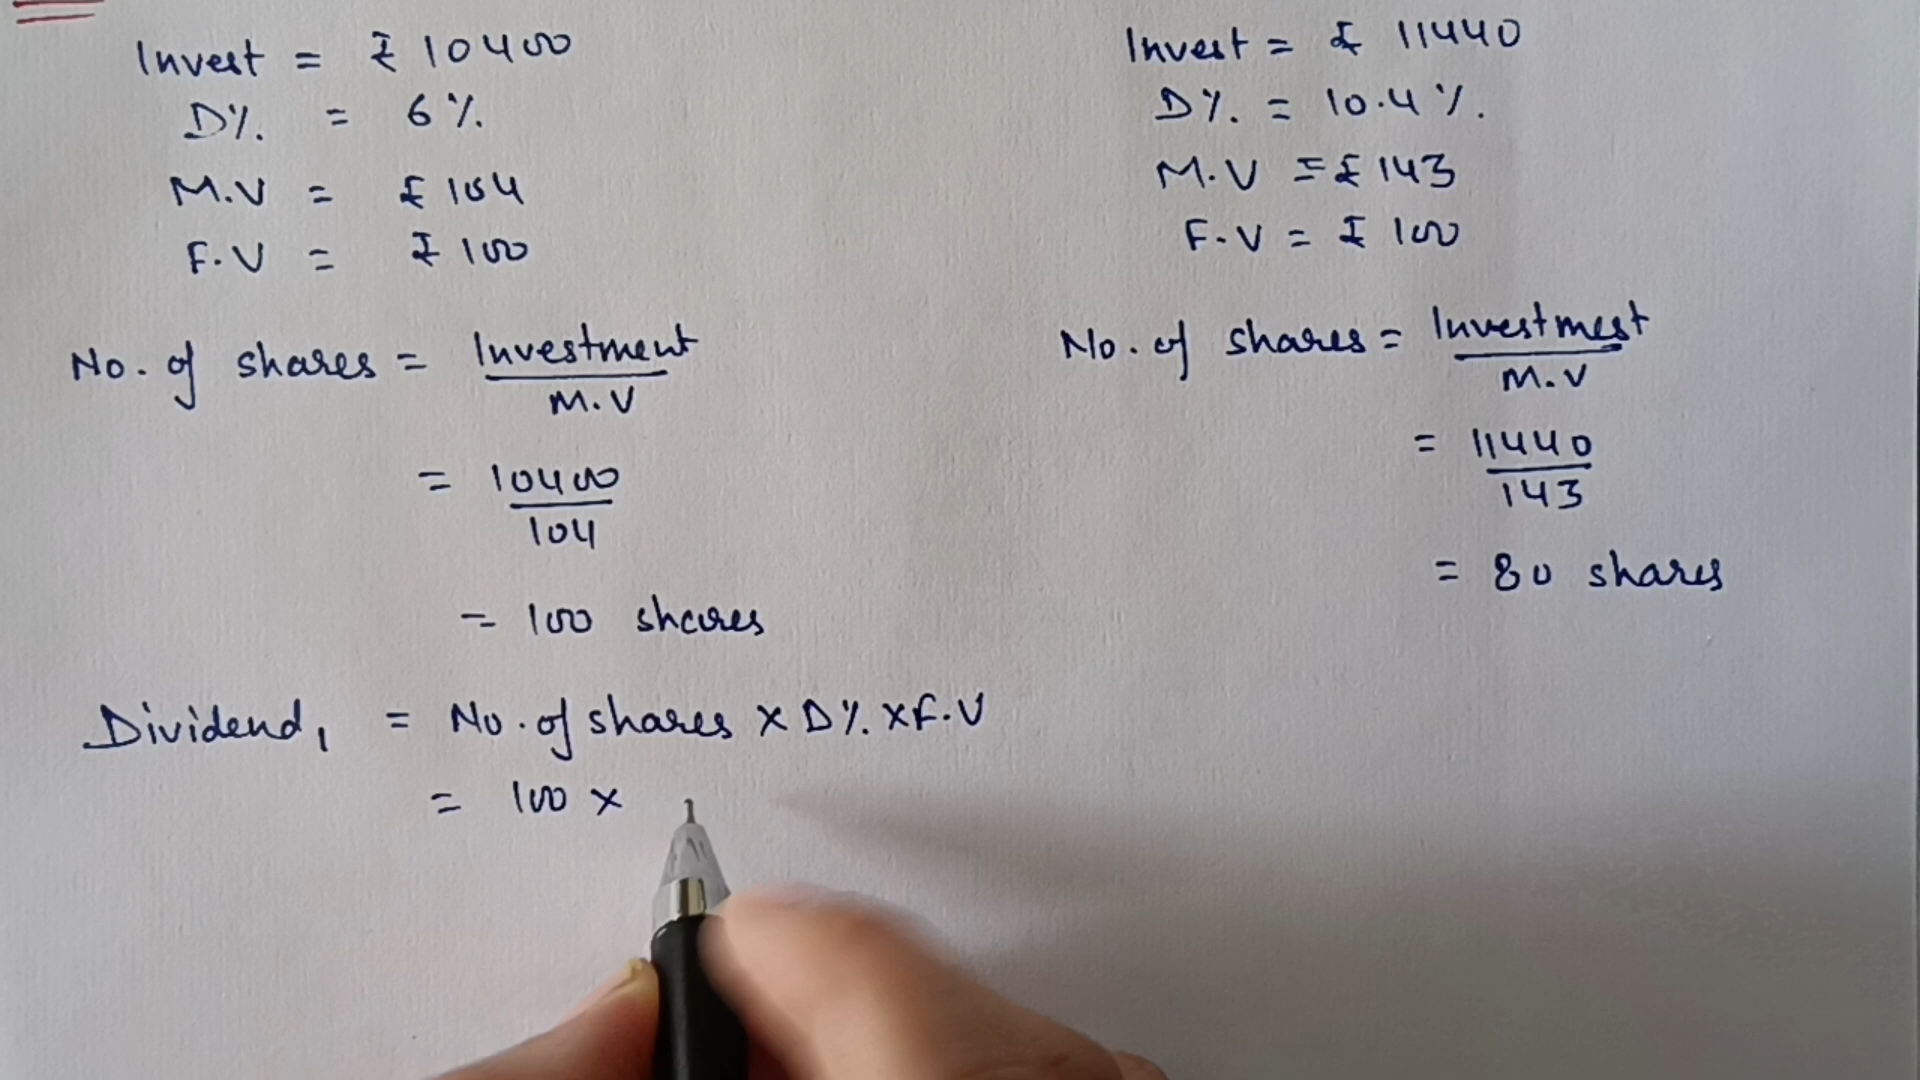 Invest = ₹ 10400
D% = 6%
M.V = ₹ 104
F.V = ₹ 100
No. of shares = Investment
M.V
= 10400
104
= 100 shares
Invest = ₹ 11440
D% = 10.4%.
M.V = ₹ 143
F.V = ₹ 100
No. of shares = Investment
M.V
= 11440
143
= 80 shares
Dividend, = No. of shares × D% × F.V
= 100 ×